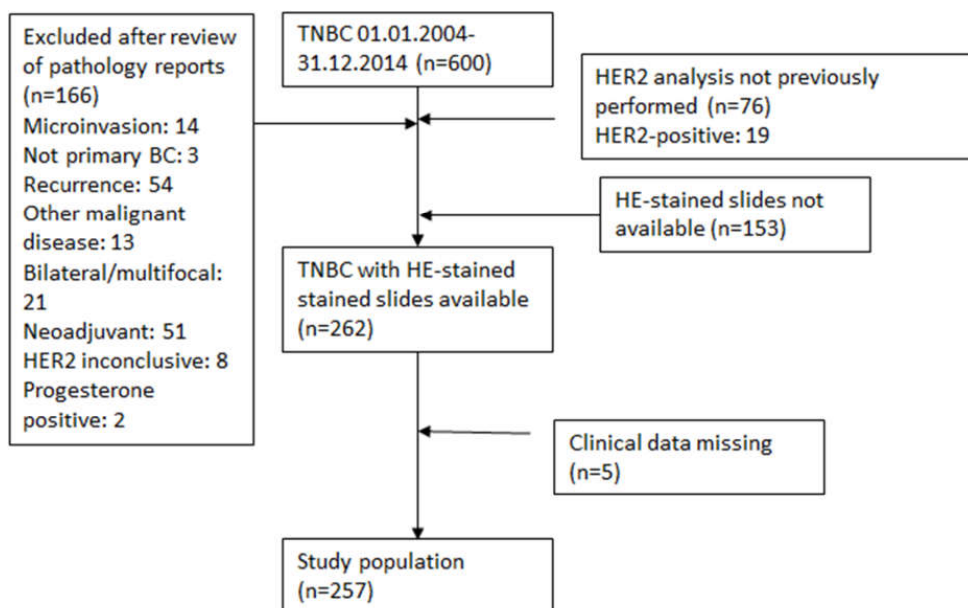 Excluded after review
of pathology reports
(n=166)
Microinvasion: 14
Not primary BC: 3
Recurrence: 54
Other malignant
disease: 13
Bilateral/multifocal:
21
Neoadjuvant: 51
HER2 inconclusive: 8
Progesterone
positive: 2
TNBC 01.01.2004-
31.12.2014 (n=600)
HER2 analysis not previously
performed (n=76)
HER2-positive: 19
HE-stained slides not
available (n=153)
TNBC with HE-stained
stained slides available
(n=262)
Clinical data missing
(n=5)
Study population
(n=257)